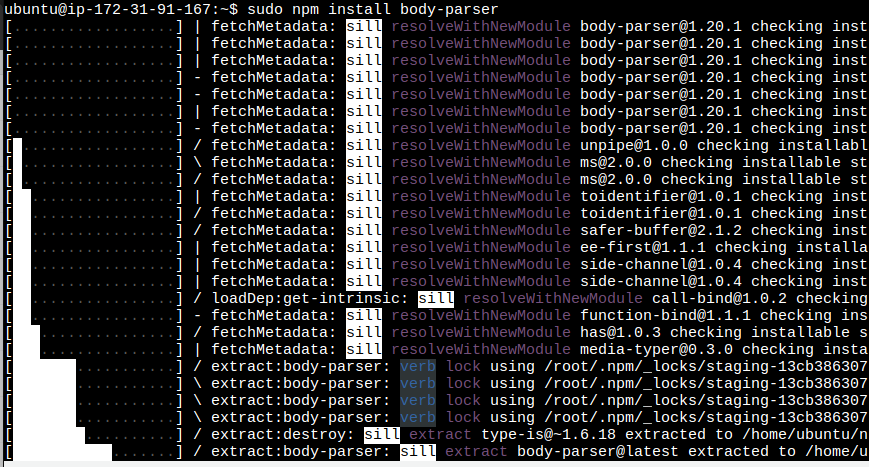 ubuntu@ip-172-31-91-167:~$ sudo npm install body-parser
[..................] | fetchMetadata: sill resolveWithNewModule body-parser@1.20.1 checking inst
[..................] | fetchMetadata: sill resolveWithNewModule body-parser@1.20.1 checking inst
[..................] | fetchMetadata: sill resolveWithNewModule body-parser@1.20.1 checking inst
[..................] - fetchMetadata: sill resolveWithNewModule body-parser@1.20.1 checking inst
[..................] - fetchMetadata: sill resolveWithNewModule body-parser@1.20.1 checking inst
[..................] | fetchMetadata: sill resolveWithNewModule body-parser@1.20.1 checking inst
[..................] - fetchMetadata: sill resolveWithNewModule body-parser@1.20.1 checking inst
[ .................] / fetchMetadata: sill resolveWithNewModule unpipe@1.0.0 checking installabl
[ .................] \ fetchMetadata: sill resolveWithNewModule ms@2.0.0 checking installable st
[ .................] / fetchMetadata: sill resolveWithNewModule ms@2.0.0 checking installable st
[  ................] | fetchMetadata: sill resolveWithNewModule toidentifier@1.0.1 checking inst
[  ................] / fetchMetadata: sill resolveWithNewModule toidentifier@1.0.1 checking inst
[  ................] / fetchMetadata: sill resolveWithNewModule safer-buffer@2.1.2 checking inst
[  ................] | fetchMetadata: sill resolveWithNewModule ee-first@1.1.1 checking installa
[  ................] | fetchMetadata: sill resolveWithNewModule side-channel@1.0.4 checking inst
[  ................] | fetchMetadata: sill resolveWithNewModule side-channel@1.0.4 checking inst
[  ................] / loadDep:get-intrinsic: sill resolveWithNewModule call-bind@1.0.2 checking
[  ................] - fetchMetadata: sill resolveWithNewModule function-bind@1.1.1 checking ins
[   ...............] / fetchMetadata: sill resolveWithNewModule has@1.0.3 checking installable s
[   ...............] | fetchMetadata: sill resolveWithNewModule media-typer@0.3.0 checking insta
[       ...........] / extract:body-parser: verb lock using /root/.npm/_locks/staging-13cb386307
[       ...........] \ extract:body-parser: verb lock using /root/.npm/_locks/staging-13cb386307
[       ...........] \ extract:body-parser: verb lock using /root/.npm/_locks/staging-13cb386307
[       ...........] \ extract:body-parser: verb lock using /root/.npm/_locks/staging-13cb386307
[        ..........] / extract:destroy: sill extract type-is@~1.6.18 extracted to /home/ubuntu/n
[           .......] / extract:body-parser: sill extract body-parser@latest extracted to /home/u